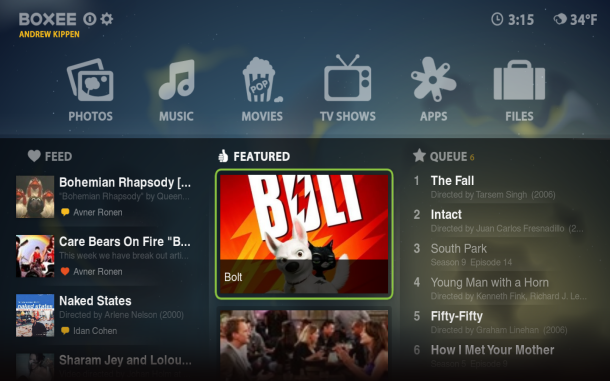 BOXEE
ANDREW KIPPEN
3:15
34°F
POP
PHOTOS
MUSIC
MOVIES
TV SHOWS
APPS
FILES
FEED
Bohemian Rhapsody [...
"Bohemian Rhapsody" by Queen...
Avner Ronen
Care Bears On Fire "B...
This week we have break out arti...
Avner Ronen
Naked States
Directed by Arlene Nelson (2000)
Idan Cohen
Sharam Jey and Lolou...
FEATURED
BOLT
Bolt
QUEUE 6
1 The Fall
Directed by Tarsem Singh (2006)
2 Intact
Directed by Juan Carlos Fresnadillo (2...
3 South Park
Season 9 Episode 14
4 Young Man with a Horn
Directed by Kenneth Fink, Richard J. Le...
5 Fifty-Fifty
Directed by Graham Linehan (2006)
6 How I Met Your Mother